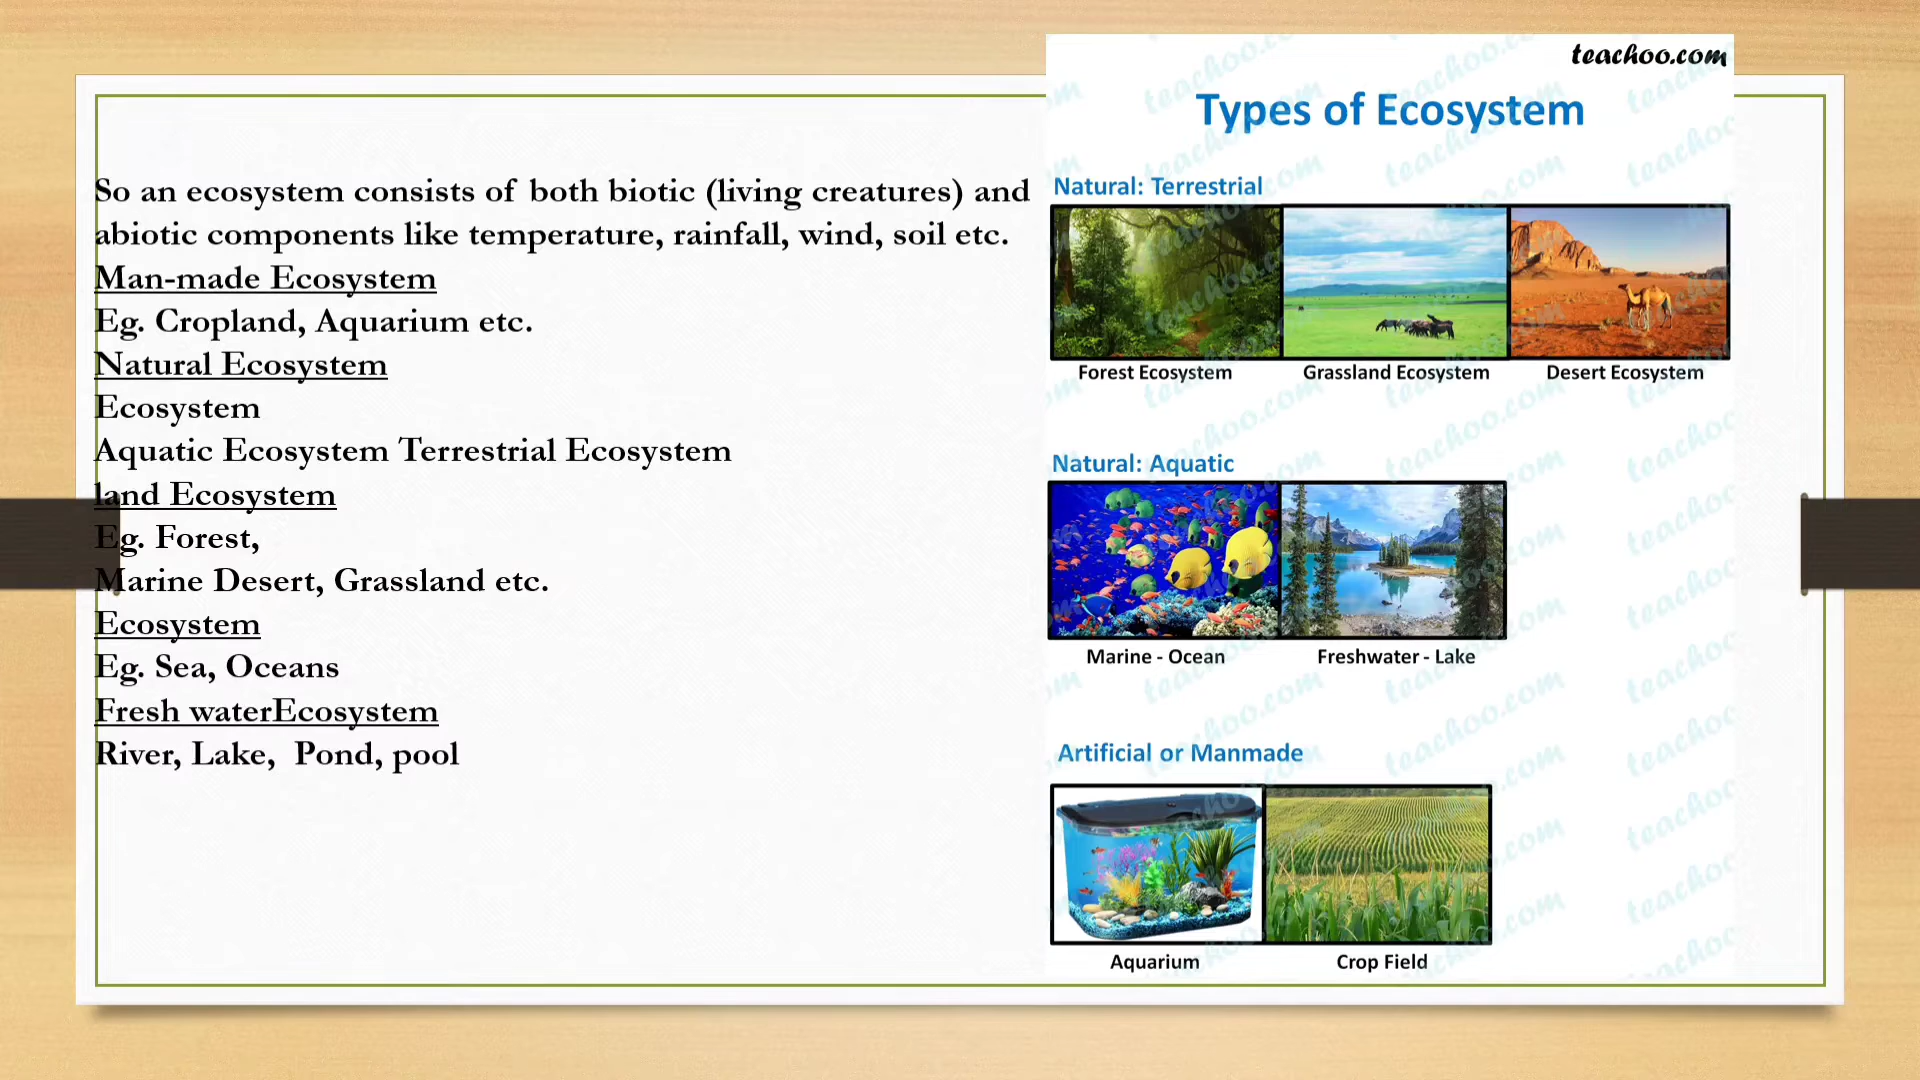 So an ecosystem consists of both biotic (living creatures) and
abiotic components like temperature, rainfall, wind, soil etc.
Man-made Ecosystem
Eg. Cropland, Aquarium etc.
Natural Ecosystem
Ecosystem
Aquatic Ecosystem Terrestrial Ecosystem
land Ecosystem
Eg. Forest,
Marine Desert, Grassland etc.
Ecosystem
Eg. Sea, Oceans
Fresh waterEcosystem
River, Lake, Pond, pool
teachoo.com
Types of Ecosystem
Natural: Terrestrial
Forest Ecosystem
Grassland Ecosystem
Desert Ecosystem
Natural: Aquatic
Marine - Ocean
Freshwater - Lake
Artificial or Manmade
Aquarium
Crop Field